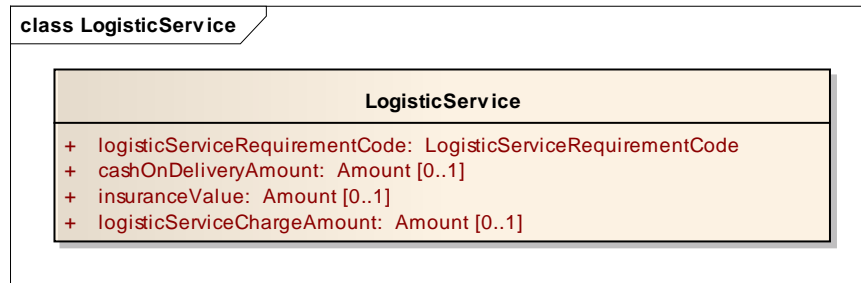 class LogisticService
LogisticService
+ logisticServiceRequirementCode: LogisticServiceRequirementCode
+ cashOnDeliveryAmount: Amount [0..1]
+ insuranceValue: Amount [0..1]
+ logisticServiceChargeAmount: Amount [0..1]